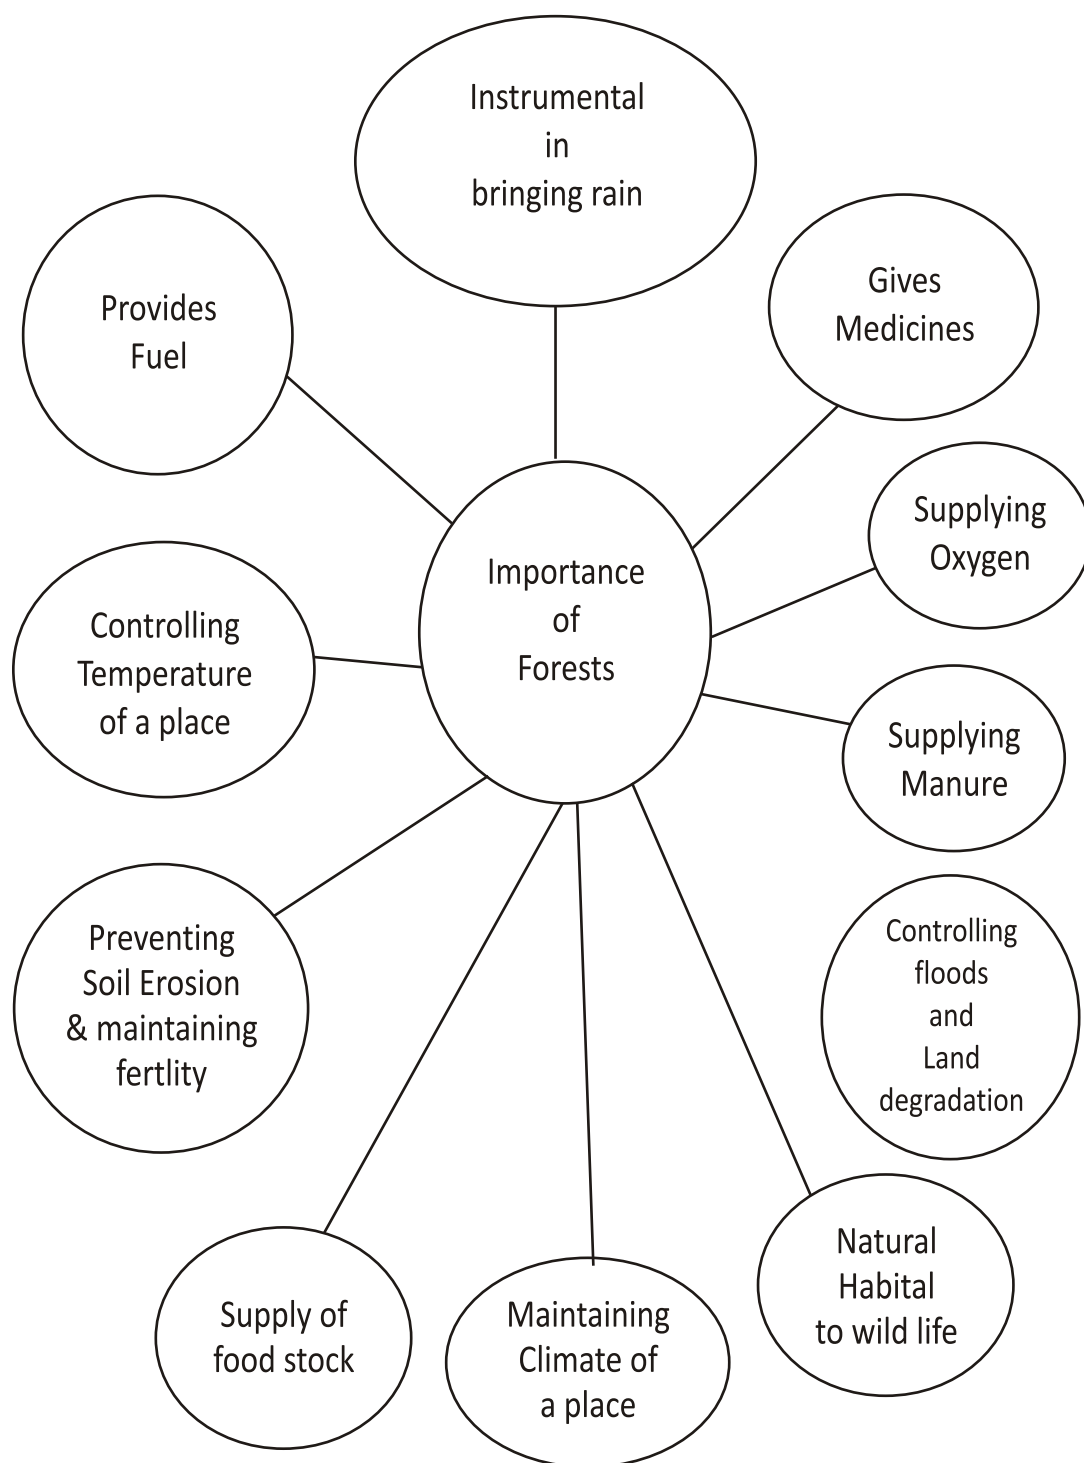 Instrumental
in
bringing rain
Gives
Medicines
Provides
Fuel
Supplying
Oxygen
Importance
of
Forests
Controlling
Temperature
of a place
Supplying
Manure
Preventing
Soil Erosion
& maintaining
fertlity
Controlling
floods
and
Land
degradation
Natural
Habital
to wild life
Supply of
food stock
Maintaining
Climate of
a place